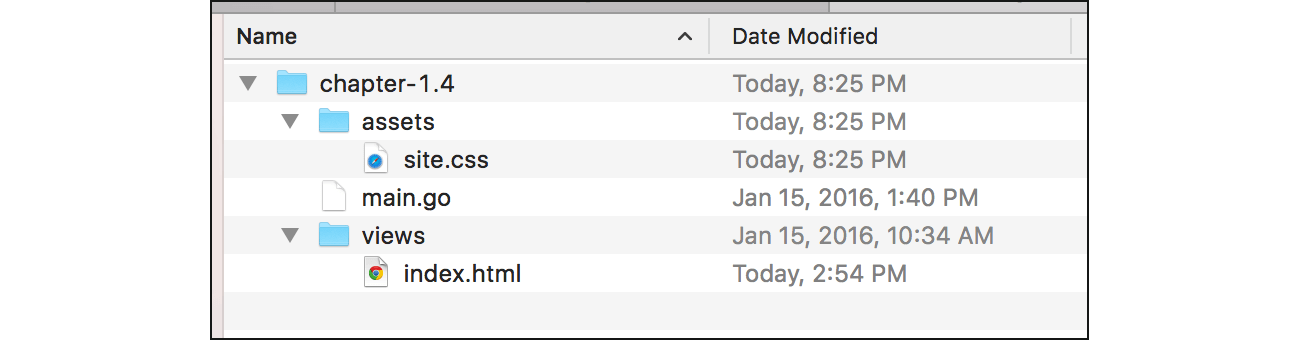 Name Date Modified
chapter-1.4 Today, 8:25 PM
assets Today, 8:25 PM
site.css Today, 8:25 PM
main.go Jan 15, 2016, 1:40 PM
views Jan 15, 2016, 10:34 AM
index.html Today, 2:54 PM